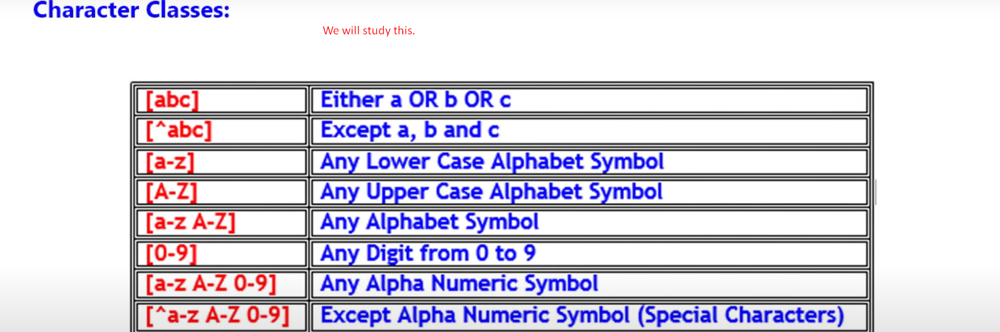 Character Classes:
We will study this.
[abc] Either a OR b OR c
[^abc] Except a, b and c
[a-z] Any Lower Case Alphabet Symbol
[A-Z] Any Upper Case Alphabet Symbol
[a-z A-Z] Any Alphabet Symbol
[0-9] Any Digit from 0 to 9
[a-z A-Z 0-9] Any Alpha Numeric Symbol
[^a-z A-Z 0-9] Except Alpha Numeric Symbol (Special Characters)